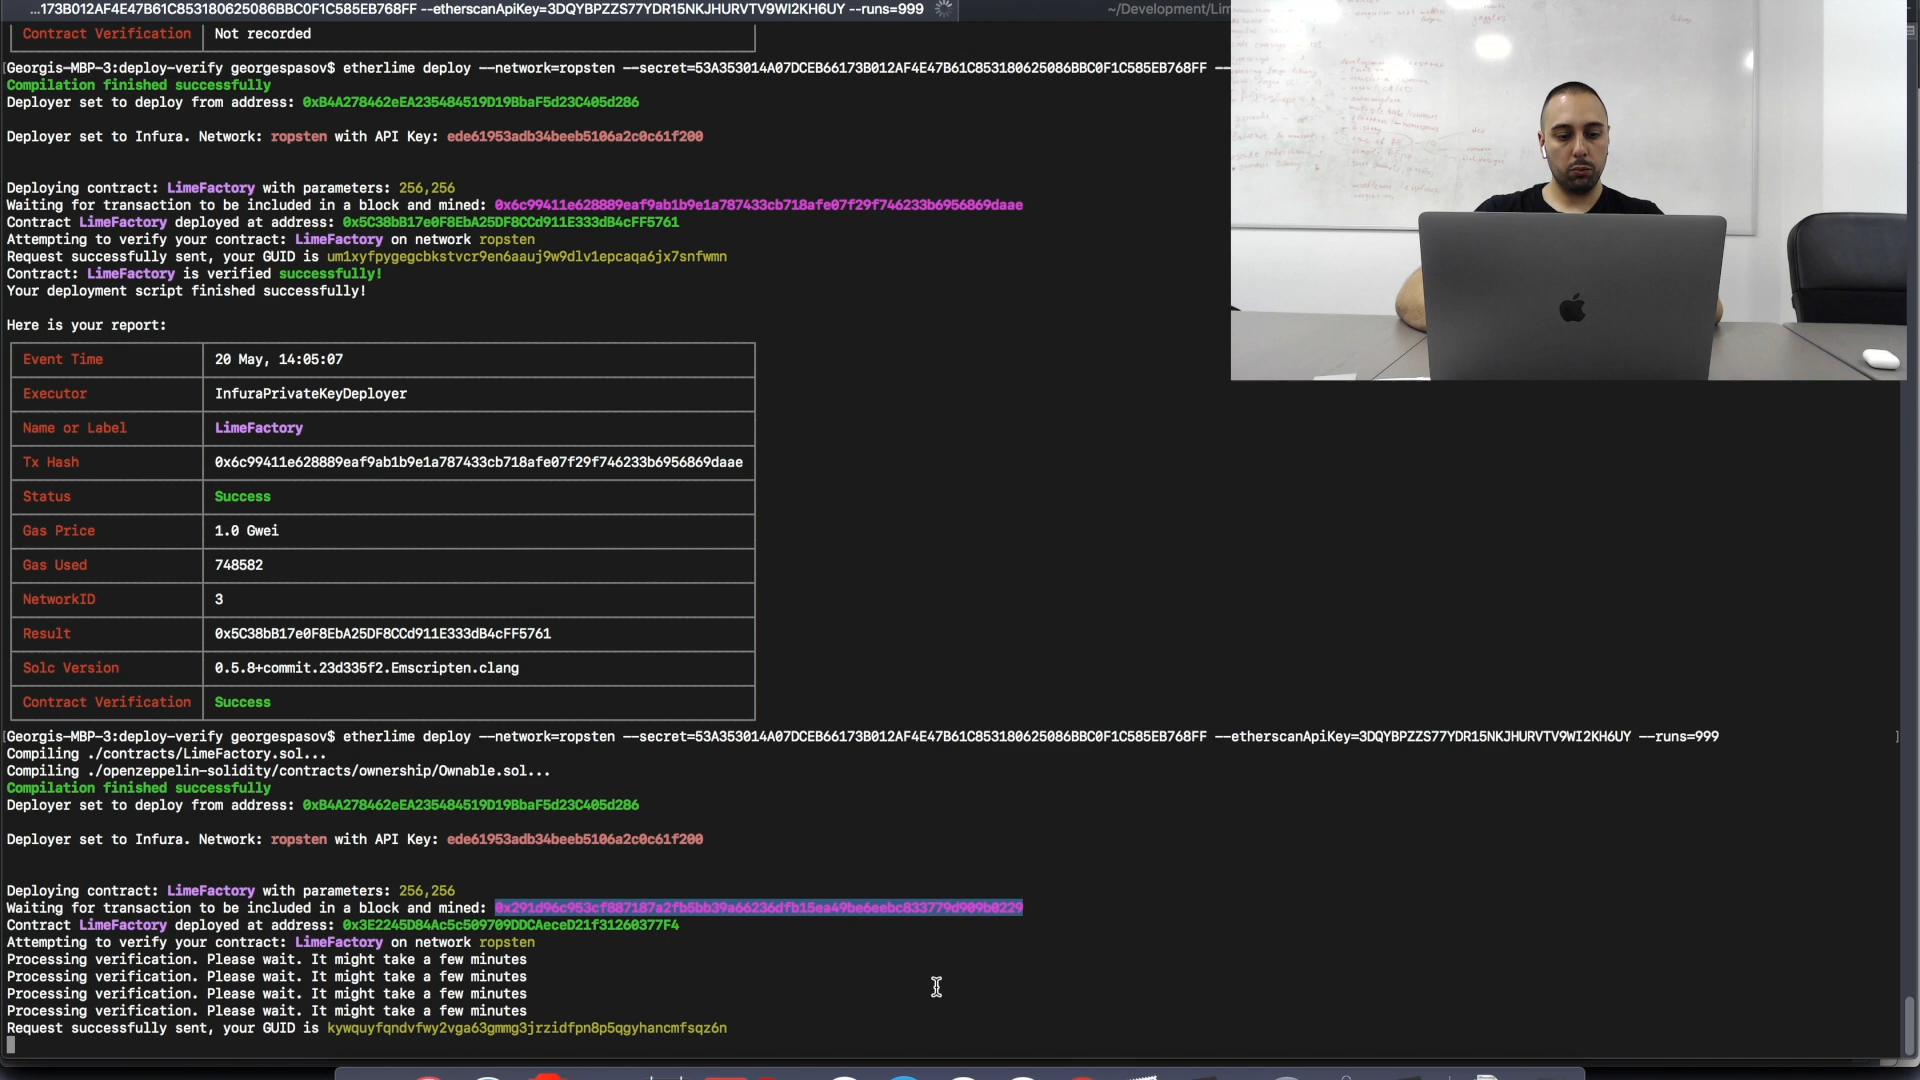 ...173B012AF4E47B61C853180625086BBC0F1C585EB768FF --etherscanApiKey=3DQYBPZZS77YDR15NKJHURVTV9WI2KH6UY --runs=999
~/Development/Lim
Contract Verification Not recorded
[Georgis-MBP-3:deploy-verify georgespasov$ etherlime deploy --network=ropsten --secret=53A353014A07DCEB66173B012AF4E47B61C853180625086BBC0F1C585EB768FF --
Compilation finished successfully
Deployer set to deploy from address: 0xB4A278462eEA235484519D19BbaF5d23C405d286
Deployer set to Infura. Network: ropsten with API Key: ede61953adb34beeb5106a2c0c61f200
Deploying contract: LimeFactory with parameters: 256,256
Waiting for transaction to be included in a block and mined: 0x6c99411e628889eaf9ab1b9e1a787433cb718afe07f29f746233b6956869daae
Contract LimeFactory deployed at address: 0x5C38bB17e0F8EbA25DF8CCd911E333dB4cFF5761
Attempting to verify your contract: LimeFactory on network ropsten
Request successfully sent, your GUID is um1xyfpygegcbkstvcr9en6aauj9w9dlv1epcaqa6jx7snfwmn
Contract: LimeFactory is verified successfully!
Your deployment script finished successfully!
Here is your report:
Event Time 20 May, 14:05:07
Executor InfuraPrivateKeyDeployer
Name or Label LimeFactory
Tx Hash 0x6c99411e628889eaf9ab1b9e1a787433cb718afe07f29f746233b6956869daae
Status Success
Gas Price 1.0 Gwei
Gas Used 748582
NetworkID 3
Result 0x5C38bB17e0F8EbA25DF8CCd911E333dB4cFF5761
Solc Version 0.5.8+commit.23d335f2.Emscripten.clang
Contract Verification Success
[Georgis-MBP-3:deploy-verify georgespasov$ etherlime deploy --network=ropsten --secret=53A353014A07DCEB66173B012AF4E47B61C853180625086BBC0F1C585EB768FF --etherscanApiKey=3DQYBPZZS77YDR15NKJHURVTV9WI2KH6UY --runs=999 ]
Compiling ./contracts/LimeFactory.sol...
Compiling ./openzeppelin-solidity/contracts/ownership/Ownable.sol...
Compilation finished successfully
Deployer set to deploy from address: 0xB4A278462eEA235484519D19BbaF5d23C405d286
Deployer set to Infura. Network: ropsten with API Key: ede61953adb34beeb5106a2c0c61f200
Deploying contract: LimeFactory with parameters: 256,256
Waiting for transaction to be included in a block and mined: 0x291d96c953cf887187a2fb5bb39a66236dfb15ea49be6eebc833779d909b0229
Contract LimeFactory deployed at address: 0x3E2245D84Ac5c509709DDCAeceD21f31260377F4
Attempting to verify your contract: LimeFactory on network ropsten
Processing verification. Please wait. It might take a few minutes
Processing verification. Please wait. It might take a few minutes
Processing verification. Please wait. It might take a few minutes
Processing verification. Please wait. It might take a few minutes
Request successfully sent, your GUID is kywquyfqndvfwy2vga63gmmg3jrzidfpn8p5qgyhancmfsqz6n